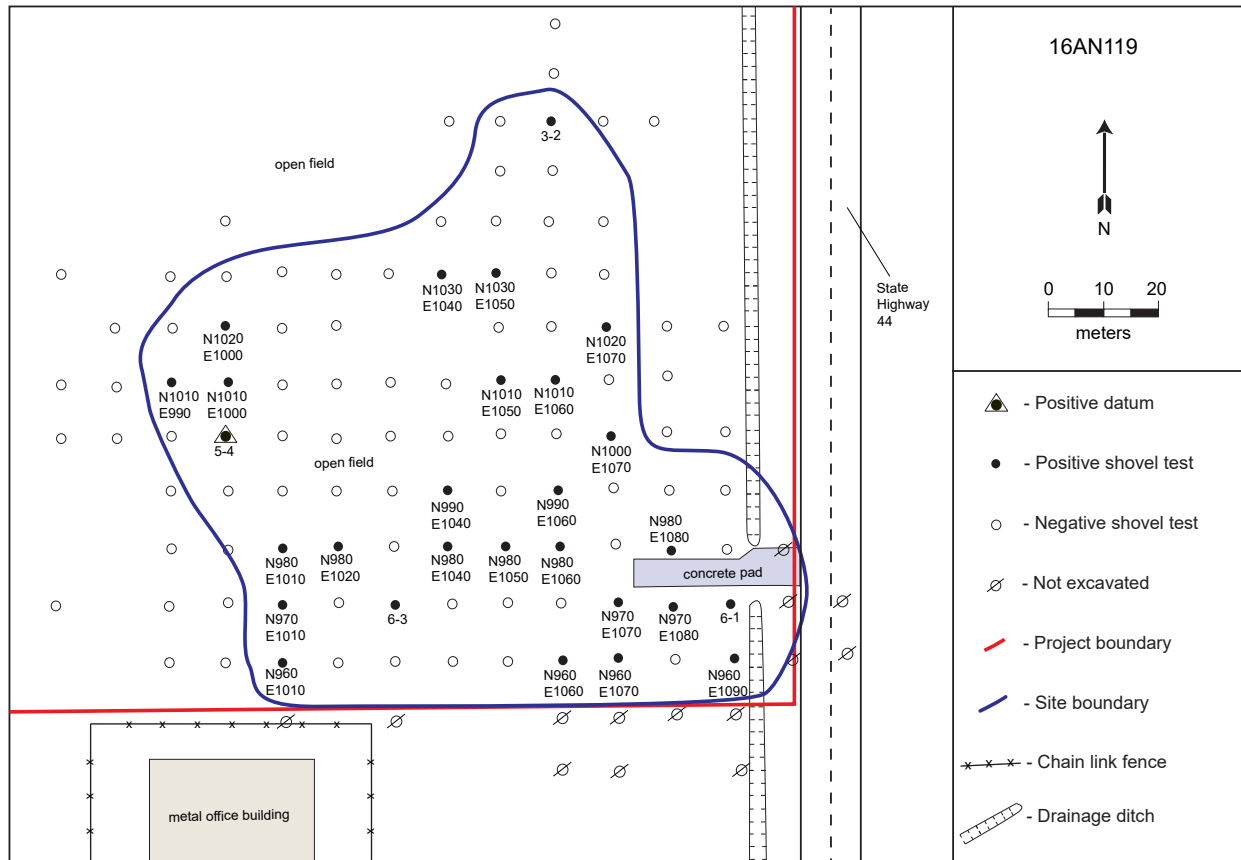 16AN119
N
0 10 20
meters
State
Highway
44
- Positive datum
- Positive shovel test
- Negative shovel test
- Not excavated
- Project boundary
- Site boundary
- Chain link fence
- Drainage ditch
3-2
open field
N1030
E1040
N1030
E1050
N1020
E1000
N1020
E1070
N1010
E990
N1010
E1000
N1010
E1050
N1010
E1060
5-4
open field
N1000
E1070
N990
E1040
N990
E1060
N980
E1080
N980
E1010
N980
E1020
N980
E1040
N980
E1050
N980
E1060
concrete pad
N970
E1010
6-3
N970
E1070
N970
E1080
6-1
N960
E1010
N960
E1060
N960
E1070
N960
E1090
metal office building